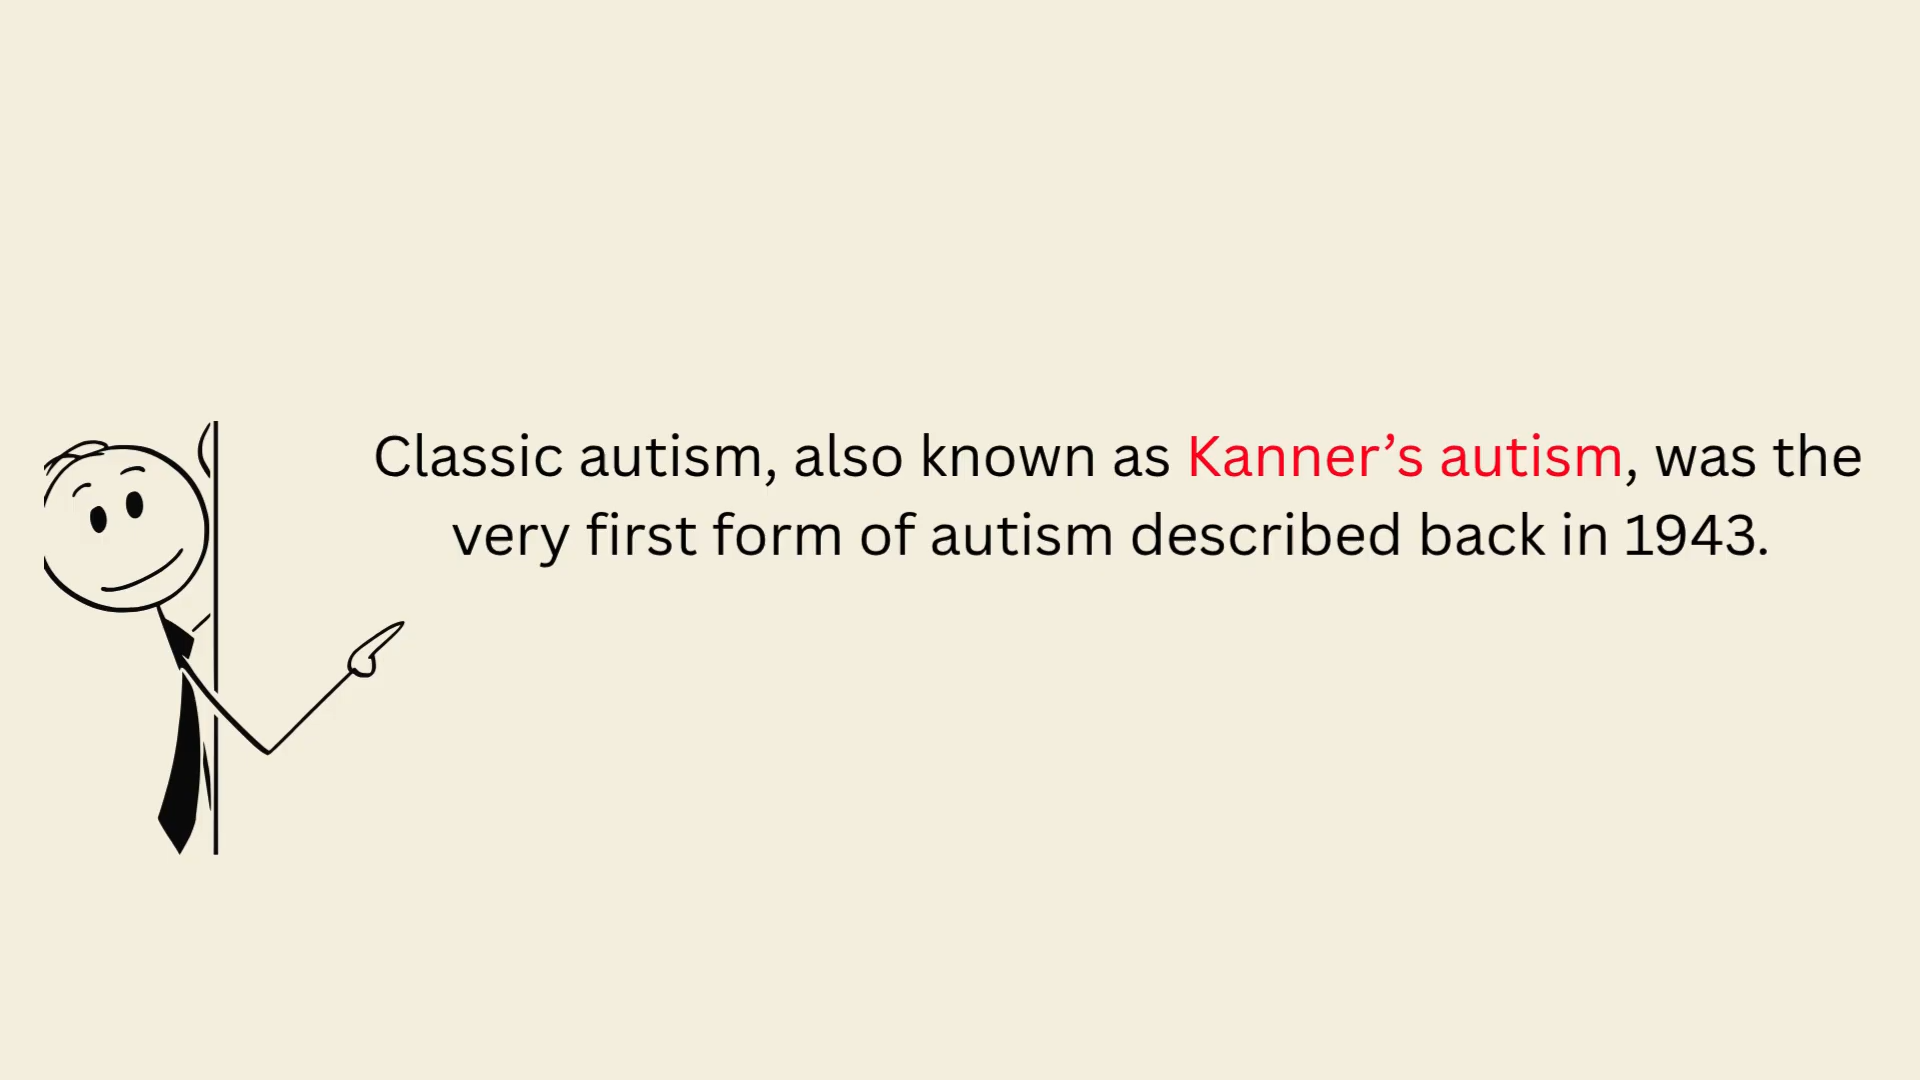 Classic autism, also known as Kanner’s autism, was the
very first form of autism described back in 1943.